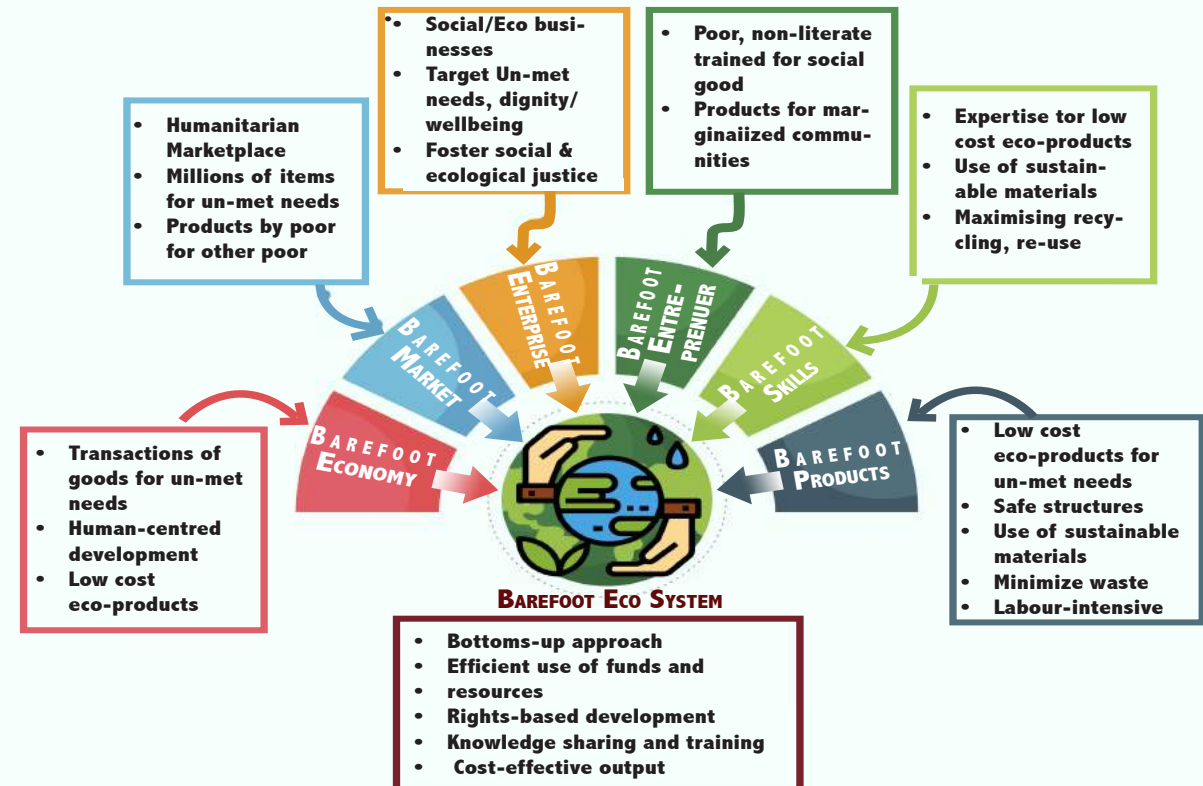 • Social/Eco busi-
nesses
• Target Un-met
needs, dignity/
wellbeing
• Foster social &
ecological justice
• Poor, non-literate
trained for social
good
• Products for mar-
ginaiized commu-
nities
• Humanitarian
Marketplace
• Millions of items
for un-met needs
• Products by poor
for other poor
• Expertise tor low
cost eco-products
• Use of sustain-
able materials
• Maximising recy-
cling, re-use
BAREFOOT
ECONOMY
BAREFOOT
MARKET
BAREFOOT
ENTERPRISE
BAREFOOT
ENTRE-
PRENUER
BAREFOOT
SKILLS
BAREFOOT
PRODUCTS
• Transactions of
goods for un-met
needs
• Human-centred
development
• Low cost
eco-products
• Low cost
eco-products for
un-met needs
• Safe structures
• Use of sustainable
materials
• Minimize waste
• Labour-intensive
BAREFOOT ECO SYSTEM
• Bottoms-up approach
• Efficient use of funds and
• resources
• Rights-based development
• Knowledge sharing and training
• Cost-effective output